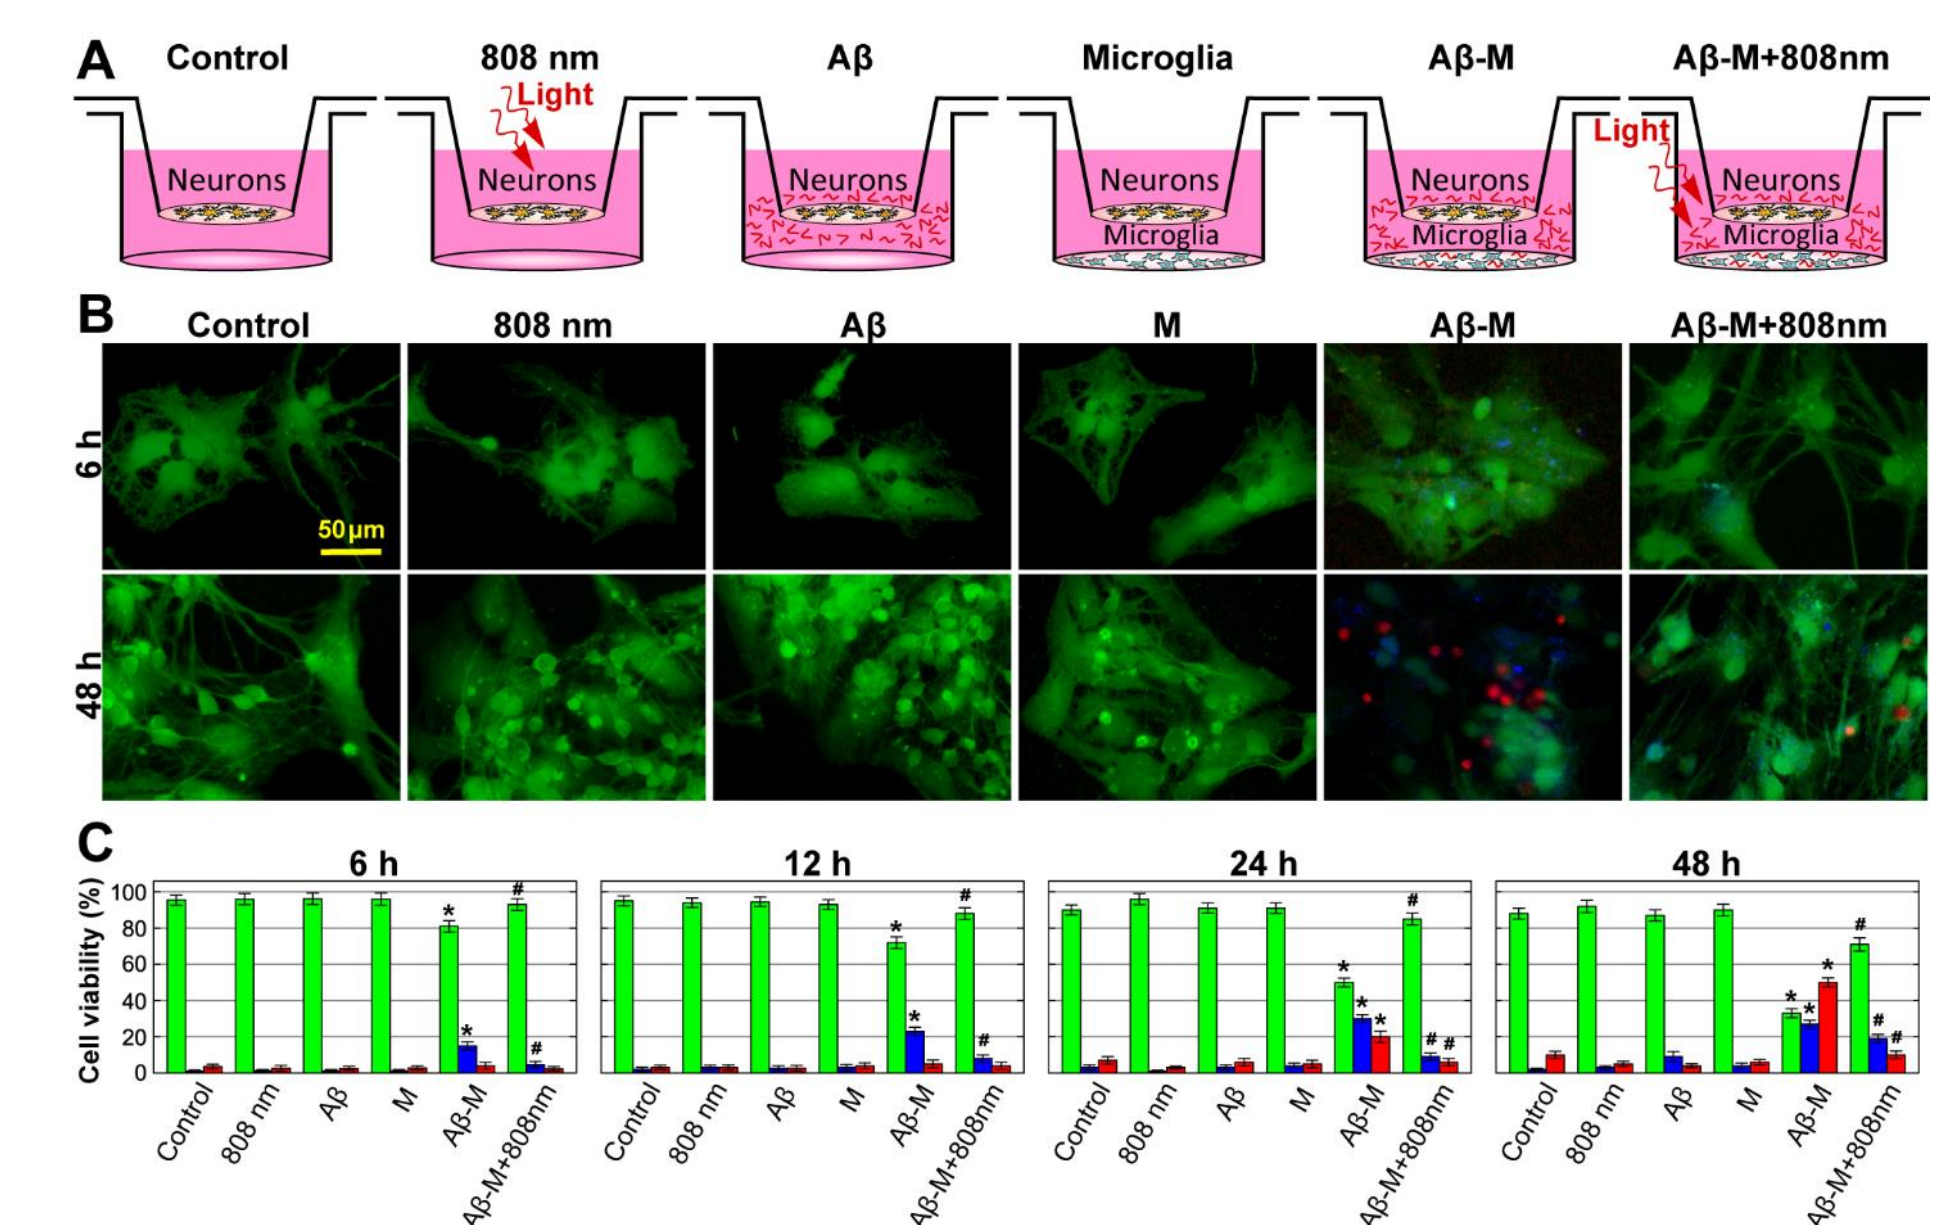 A
Control 808 nm Aβ Microglia Aβ-M Aβ-M+808nm
Light
Light
Neurons Neurons Neurons Neurons Neurons Neurons
Microglia Microglia Microglia
B
Control 808 nm Aβ M Aβ-M Aβ-M+808nm
6 h
50 µm
48 h
C
6 h 12 h 24 h 48 h
Cell viability (%)
100
80
60
40
20
0
* * #
* #
* * #
* #
* * * # # #
* * * # # #
Control 808 nm Aβ M Aβ-M Aβ-M+808nm
Control 808 nm Aβ M Aβ-M Aβ-M+808nm
Control 808 nm Aβ M Aβ-M Aβ-M+808nm
Control 808 nm Aβ M Aβ-M Aβ-M+808nm